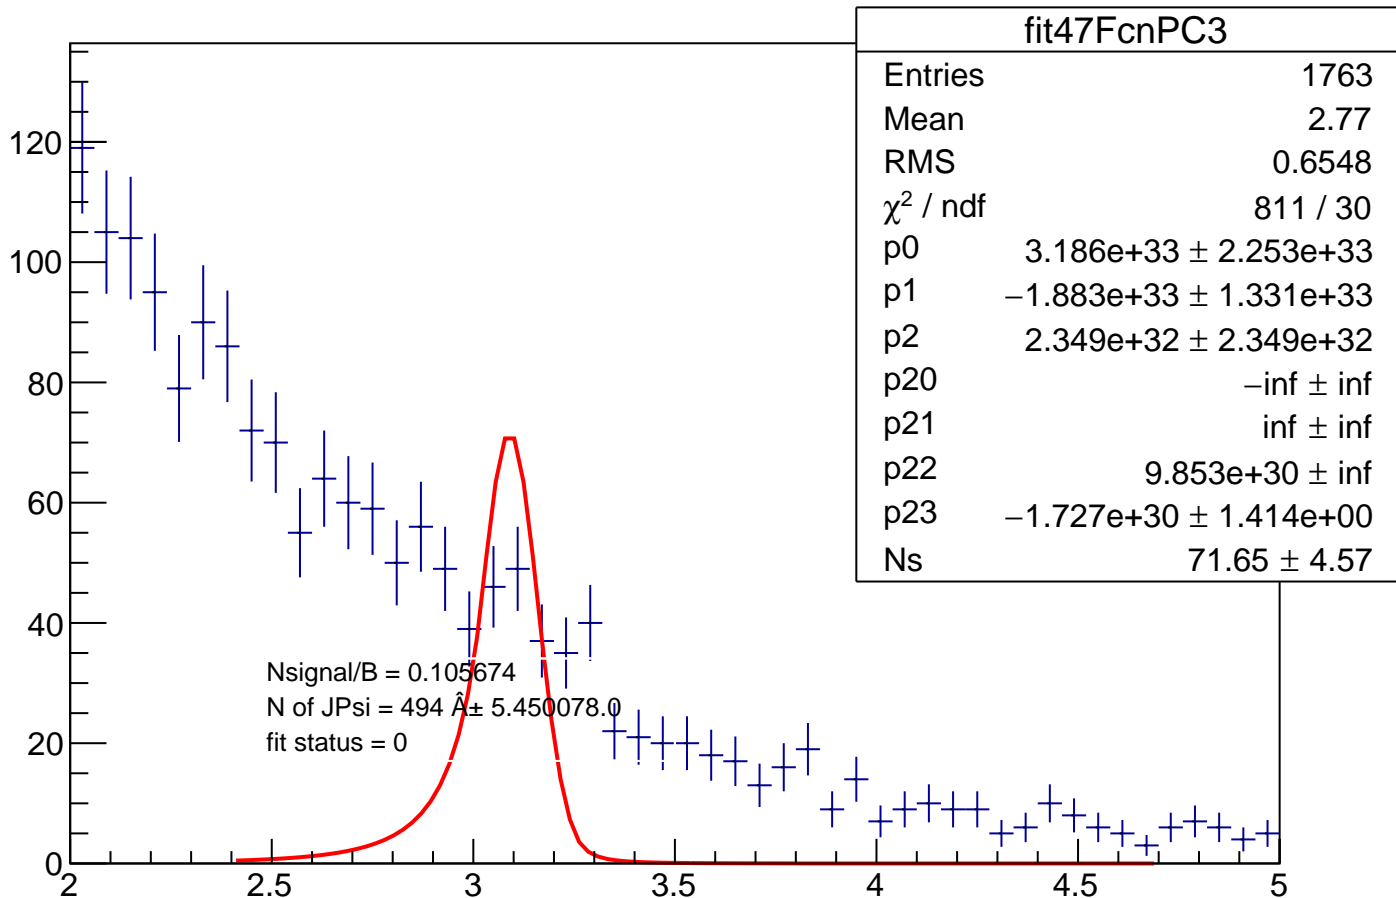 fit47FcnPC3
Entries 1763
Mean 2.77
RMS 0.6548
χ² / ndf 811 / 30
p0 3.186e+33 ± 2.253e+33
p1 −1.883e+33 ± 1.331e+33
p2 2.349e+32 ± 2.349e+32
p20 −inf ± inf
p21 inf ± inf
p22 9.853e+30 ± inf
p23 −1.727e+30 ± 1.414e+00
Ns 71.65 ± 4.57
120
100
80
60
40
20
0
Nsignal/B = 0.105674
N of JPsi = 494 Â± 5.450078.0
fit status = 0
2 2.5 3 3.5 4 4.5 5